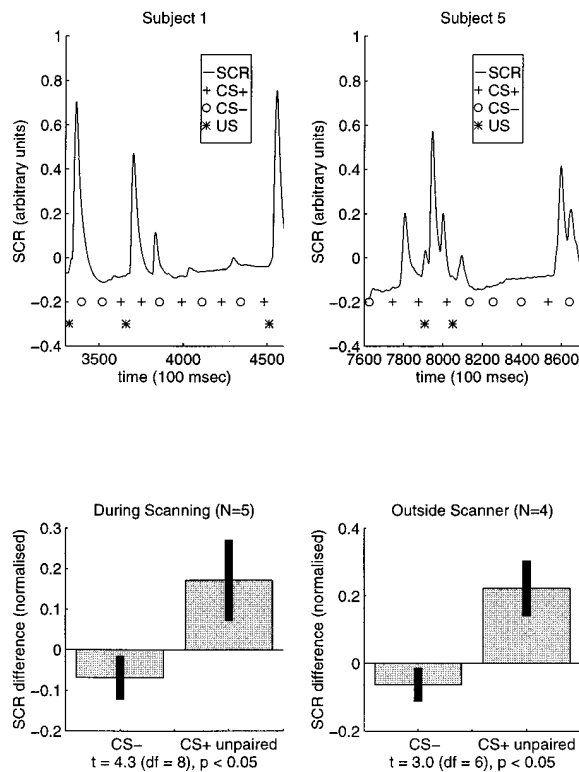 Subject 1
SCR (arbitrary units)
1
0.8
0.6
0.4
0.2
0
−0.2
−0.4
SCR
CS+
CS−
US
3500
4000
4500
time (100 msec)
Subject 5
SCR (arbitrary units)
1
0.8
0.6
0.4
0.2
0
−0.2
−0.4
SCR
CS+
CS−
US
7600
7800
8000
8200
8400
8600
time (100 msec)
During Scanning (N=5)
SCR difference (normalised)
0.3
0.2
0.1
0
−0.1
−0.2
CS−
CS+ unpaired
t = 4.3 (df = 8), p < 0.05
Outside Scanner (N=4)
SCR difference (normalised)
0.4
0.2
0
−0.2
CS−
CS+ unpaired
t = 3.0 (df = 6), p < 0.05